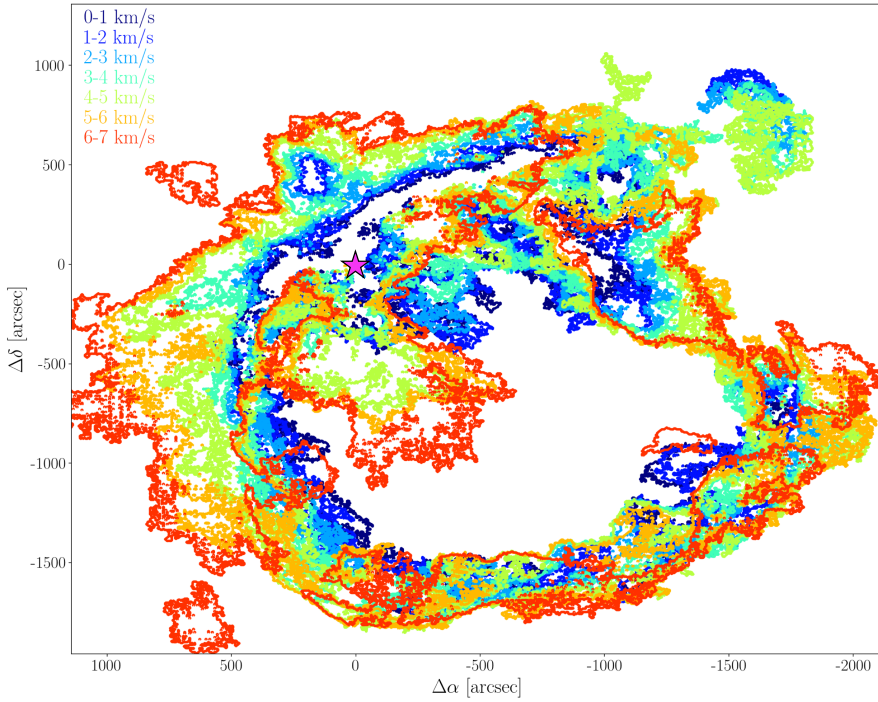 0-1 km/s
1-2 km/s
2-3 km/s
3-4 km/s
4-5 km/s
5-6 km/s
6-7 km/s
1000
500
0
-500
-1000
-1500
Δδ [arcsec]
1000 500 0 -500 -1000 -1500 -2000
Δα [arcsec]